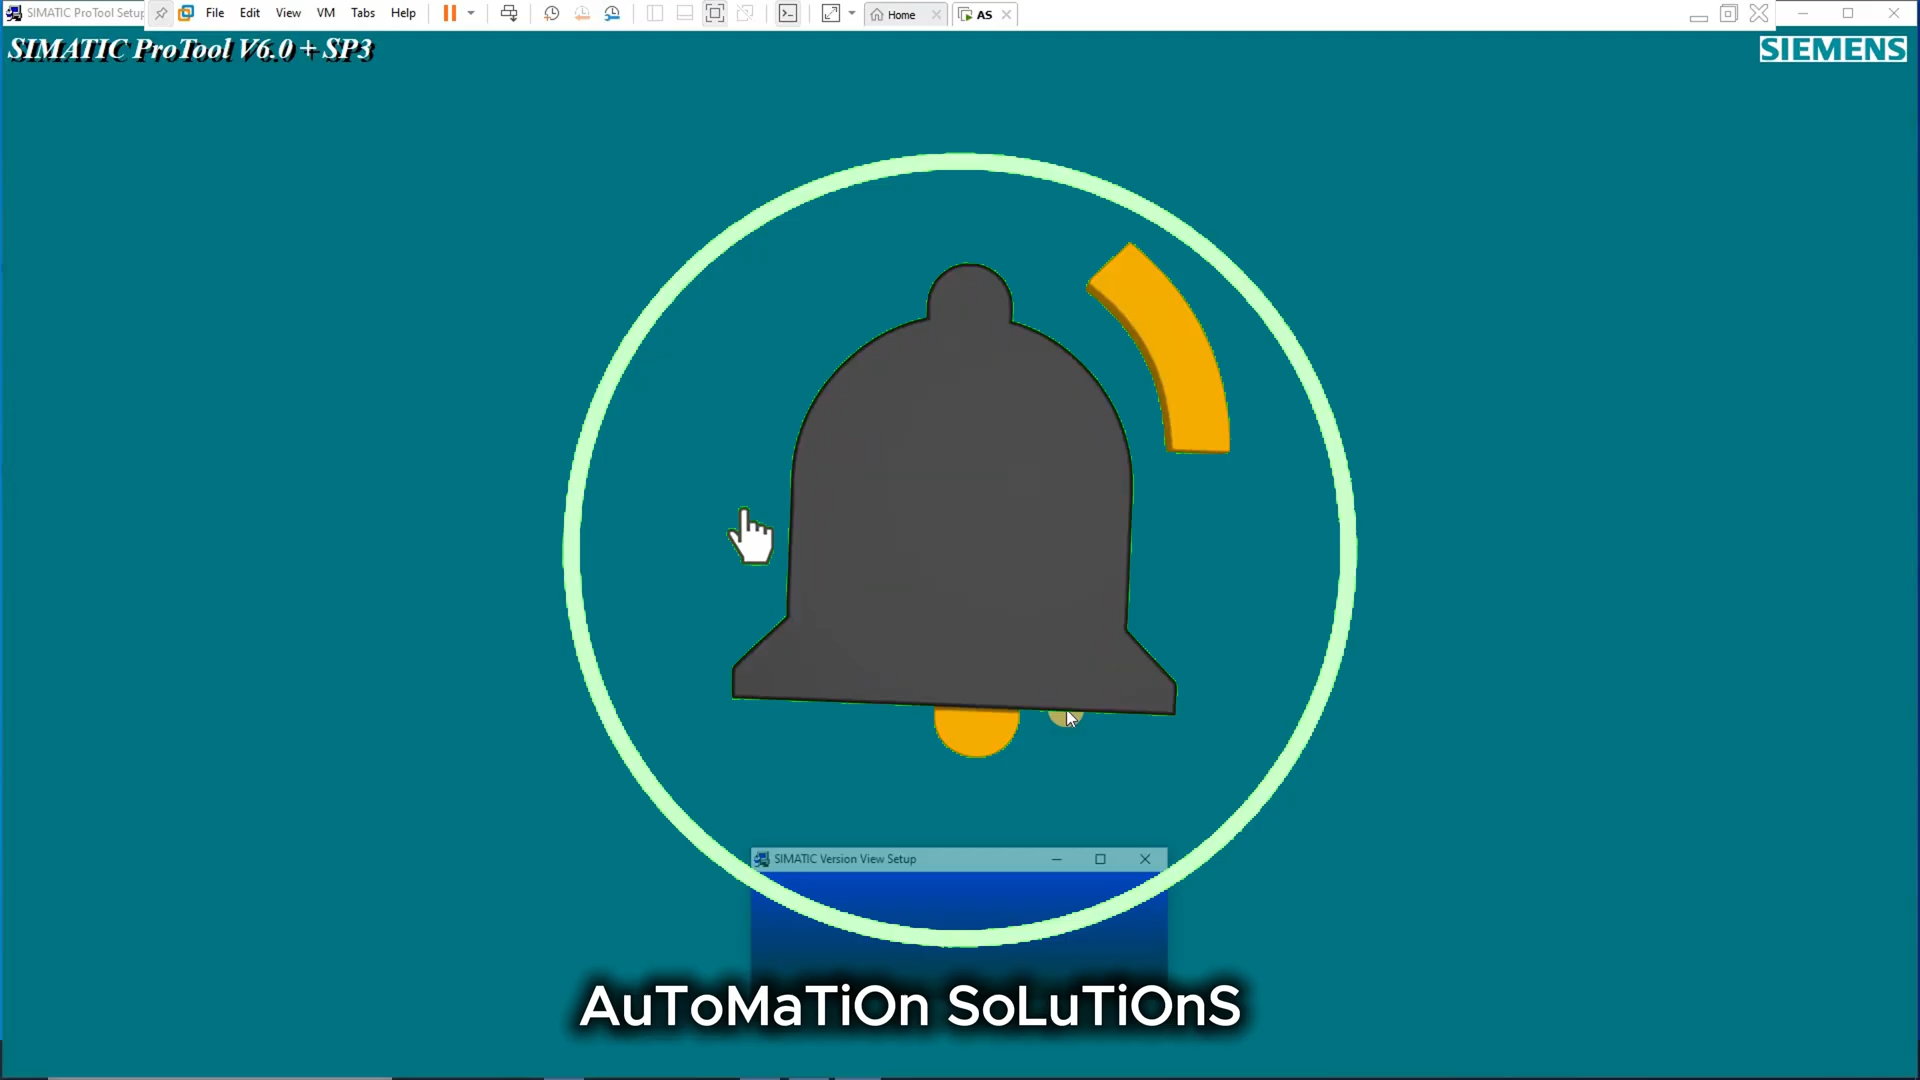 SIMATIC ProTool Setup File Edit View VM Tabs Help Home AS
SIMATIC ProTool V6.0 + SP3
SIEMENS
SIMATIC Version View Setup
AuToMaTiOn SoLuTiOnS